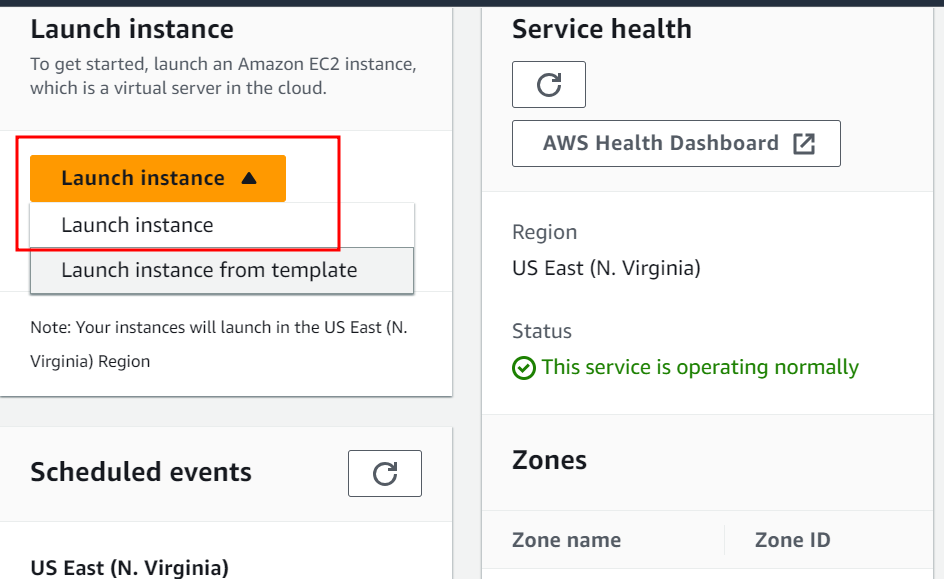 Launch instance
To get started, launch an Amazon EC2 instance,
which is a virtual server in the cloud.
Launch instance
Launch instance
Launch instance from template
Note: Your instances will launch in the US East (N.
Virginia) Region
Scheduled events
US East (N. Virginia)
Service health
AWS Health Dashboard
Region
US East (N. Virginia)
Status
This service is operating normally
Zones
Zone name Zone ID